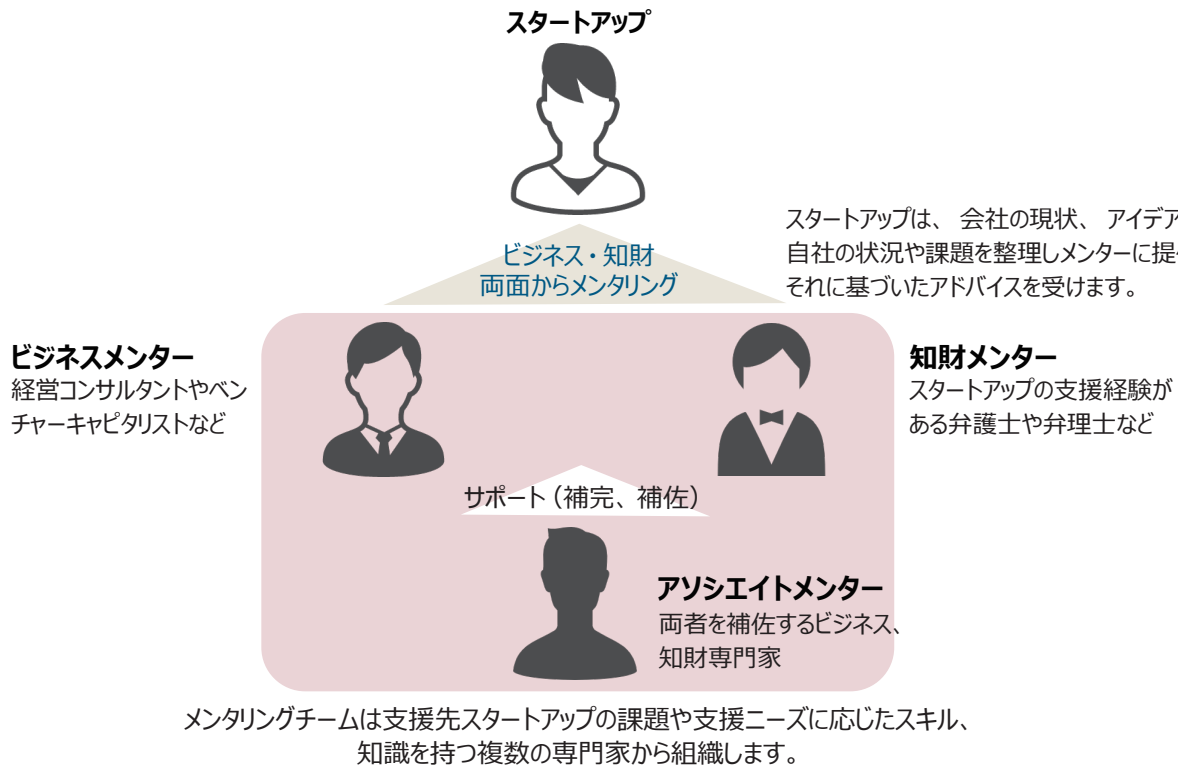 スタートアップ
ビジネス・知財
両面からメンタリング
スタートアップは、会社の現状、アイデア
自社の状況や課題を整理しメンターに提
それに基づいたアドバイスを受けます。
ビジネスメンター
経営コンサルタントやベン
チャーキャピタリストなど
知財メンター
スタートアップの支援経験が
ある弁護士や弁理士など
サポート(補完、補佐)
アソシエイトメンター
両者を補佐するビジネス、
知財専門家
メンタリングチームは支援先スタートアップの課題や支援ニーズに応じたスキル、
知識を持つ複数の専門家から組織します。